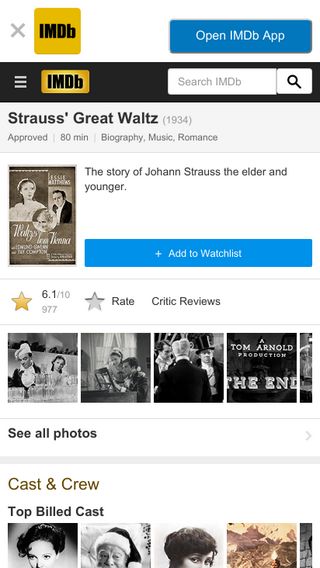 IMDb
Open IMDb App
IMDb
Search IMDb
Strauss' Great Waltz (1934)
Approved | 80 min | Biography, Music, Romance
The story of Johann Strauss the elder and younger.
JESSIE
MATTHEWS
Waltzes
from Vienna
EDMUND GWENN
FAY COMPTON
+ Add to Watchlist
6.1/10
977
Rate
Critic Reviews
A
TOM ARNOLD
PRODUCTION
THE END
See all photos
Cast & Crew
Top Billed Cast